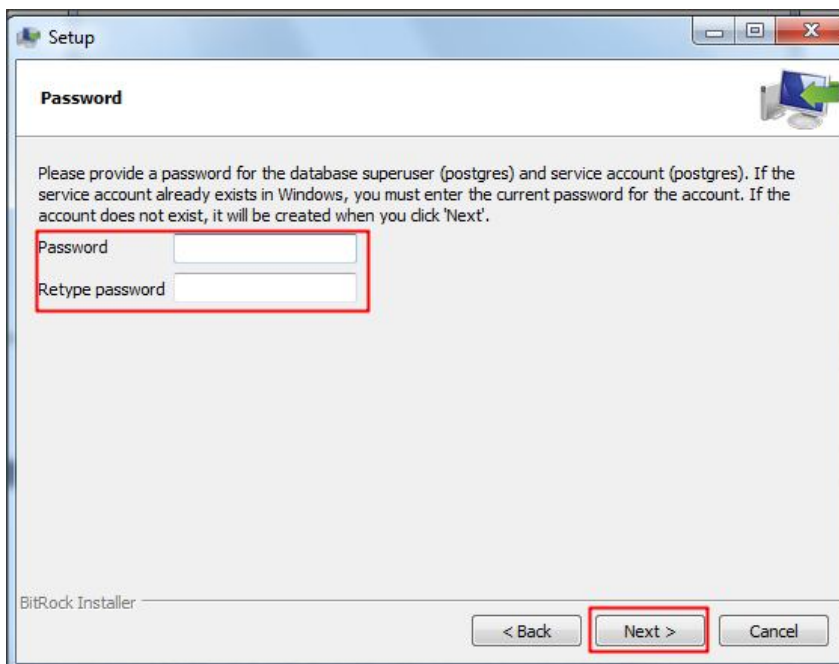 Setup
Password
Please provide a password for the database superuser (postgres) and service account (postgres). If the
service account already exists in Windows, you must enter the current password for the account. If the
account does not exist, it will be created when you click 'Next'.
Password
Retype password
BitRock Installer
< Back Next > Cancel